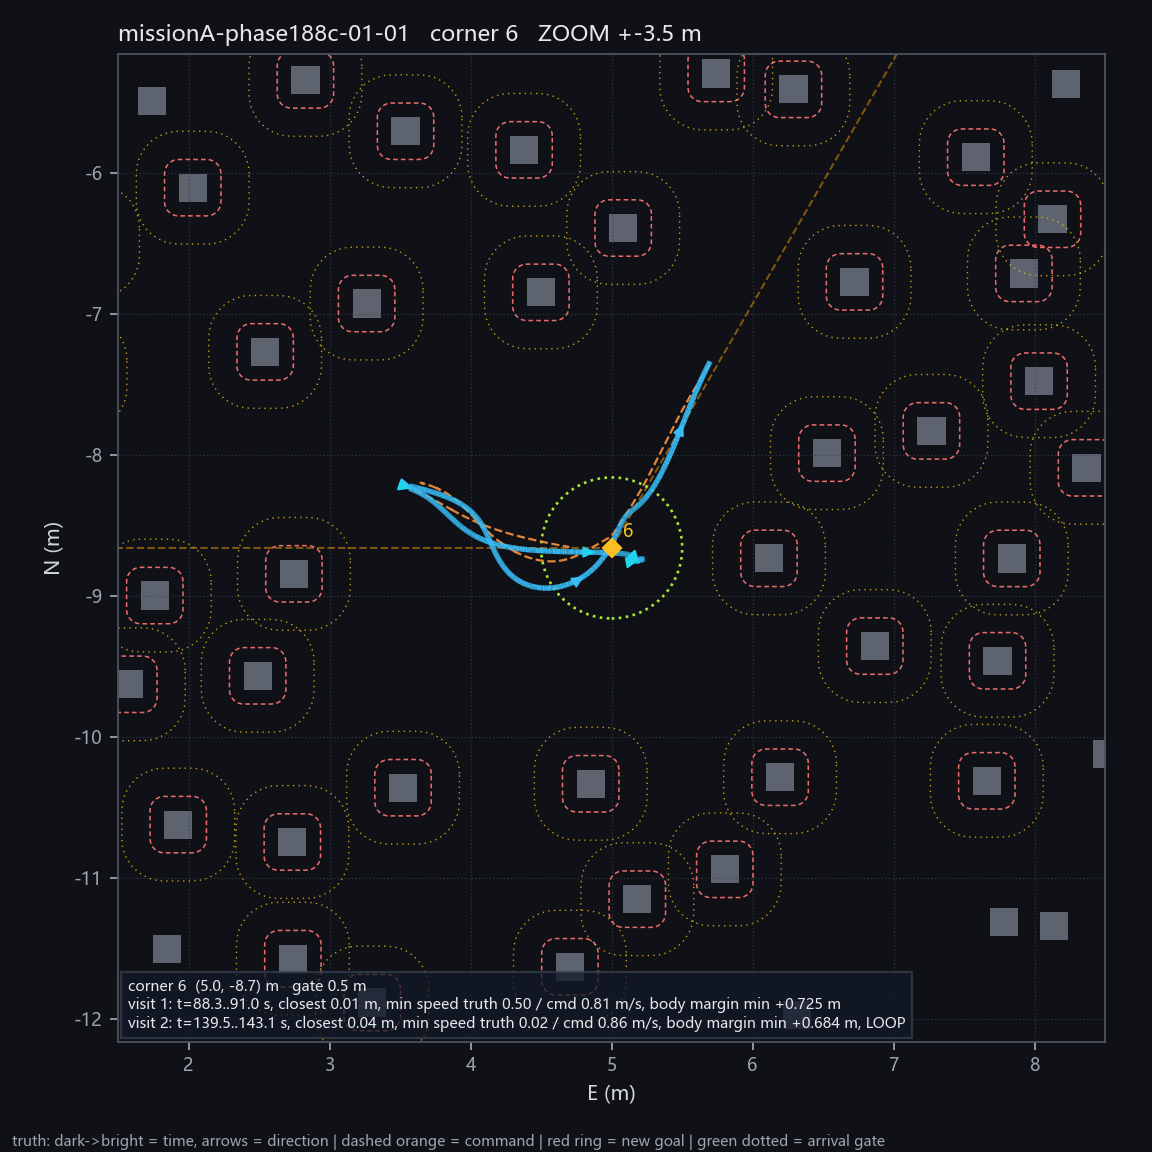 missionA-phase188c-01-01   corner 6   ZOOM +-3.5 m
-6
-7
-8
-9
-10
-11
-12
N (m)
6
corner 6  (5.0, -8.7) m   gate 0.5 m
visit 1: t=88.3..91.0 s, closest 0.01 m, min speed truth 0.50 / cmd 0.81 m/s, body margin min +0.725 m
visit 2: t=139.5..143.1 s, closest 0.04 m, min speed truth 0.02 / cmd 0.86 m/s, body margin min +0.684 m, LOOP
2 3 4 5 6 7 8
E (m)
truth: dark->bright = time, arrows = direction | dashed orange = command | red ring = new goal | green dotted = arrival gate